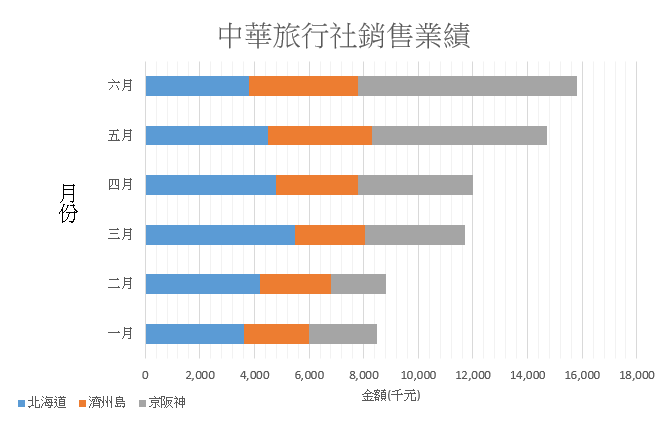 中華旅行社銷售業績
六月
五月
四月
三月
二月
一月
月份
0 2,000 4,000 6,000 8,000 10,000 12,000 14,000 16,000 18,000
金額(千元)
北海道 濟州島 京阪神